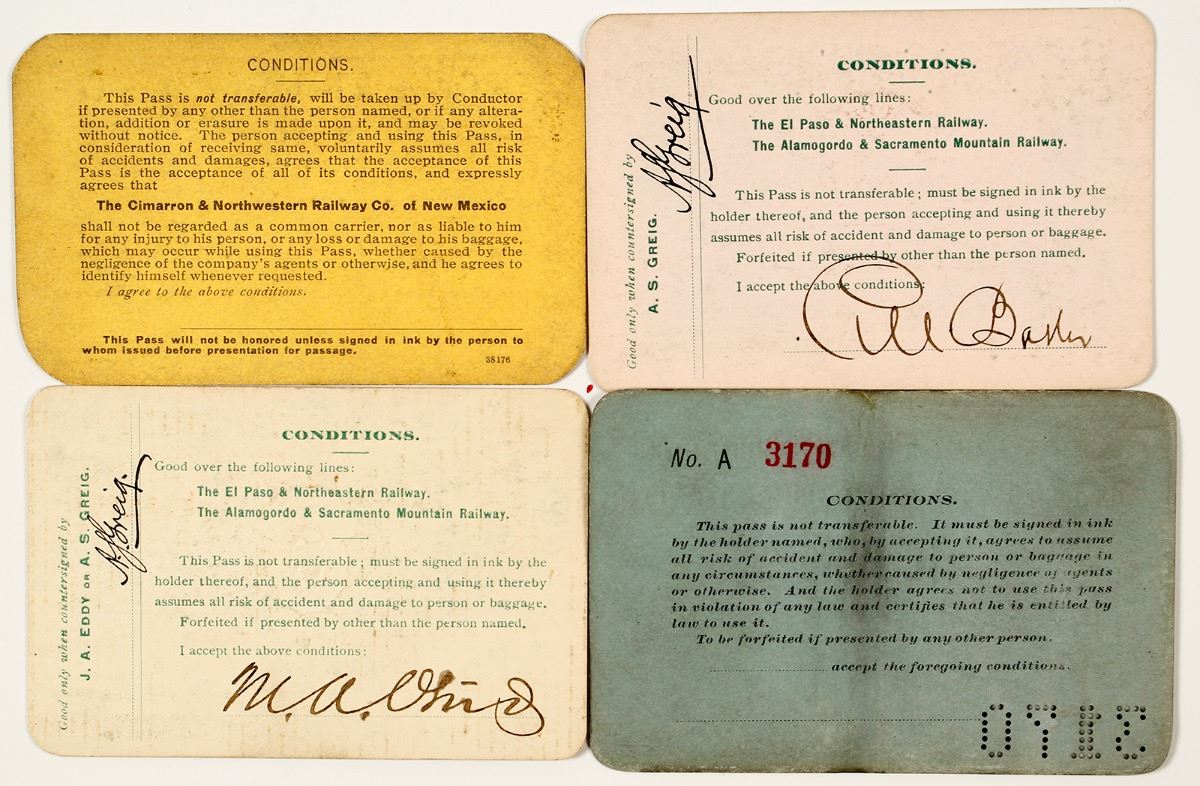 CONDITIONS.
This Pass is not transferable, will be taken up by Conductor
if presented by any other than the person named, or if any altera-
tion, addition or erasure is made upon it, and may be revoked
without notice. The person accepting and using this Pass, in
consideration of receiving same, voluntarily assumes all risk
of accidents and damages, agrees that the acceptance of this
Pass is the acceptance of all of its conditions, and expressly
agrees that
The Cimarron & Northwestern Railway Co. of New Mexico
shall not be regarded as a common carrier, nor as liable to him
for any injury to his person, or any loss or damage to his baggage,
which may occur while using this Pass, whether caused by the
negligence of the company's agents or otherwise, and he agrees to
identify himself whenever requested.
I agree to the above conditions.
This Pass will not be honored unless signed in ink by the person to
whom issued before presentation for passage.
38176
Good only when countersigned by
A. S. GREIG.
A.S. Greig
CONDITIONS.
Good over the following lines:
The El Paso & Northeastern Railway.
The Alamogordo & Sacramento Mountain Railway.
This Pass is not transferable; must be signed in ink by the
holder thereof, and the person accepting and using it thereby
assumes all risk of accident and damage to person or baggage.
Forfeited if presented by other than the person named.
I accept the above conditions:
Good only when countersigned by
J. A. EDDY OR A. S. GREIG.
A.S. Greig.
CONDITIONS.
Good over the following lines:
The El Paso & Northeastern Railway.
The Alamogordo & Sacramento Mountain Railway.
This Pass is not transferable; must be signed in ink by the
holder thereof, and the person accepting and using it thereby
assumes all risk of accident and damage to person or baggage.
Forfeited if presented by other than the person named.
I accept the above conditions:
M. A.
No. A 3170
CONDITIONS.
This pass is not transferable. It must be signed in ink
by the holder named, who, by accepting it, agrees to assume
all risk of accident and damage to person or baggage in
any circumstances, whether caused by negligence of agents
or otherwise. And the holder agrees not to use this pass
in violation of any law and certifies that he is entitled by
law to use it.
To be forfeited if presented by any other person.
accept the foregoing conditions.